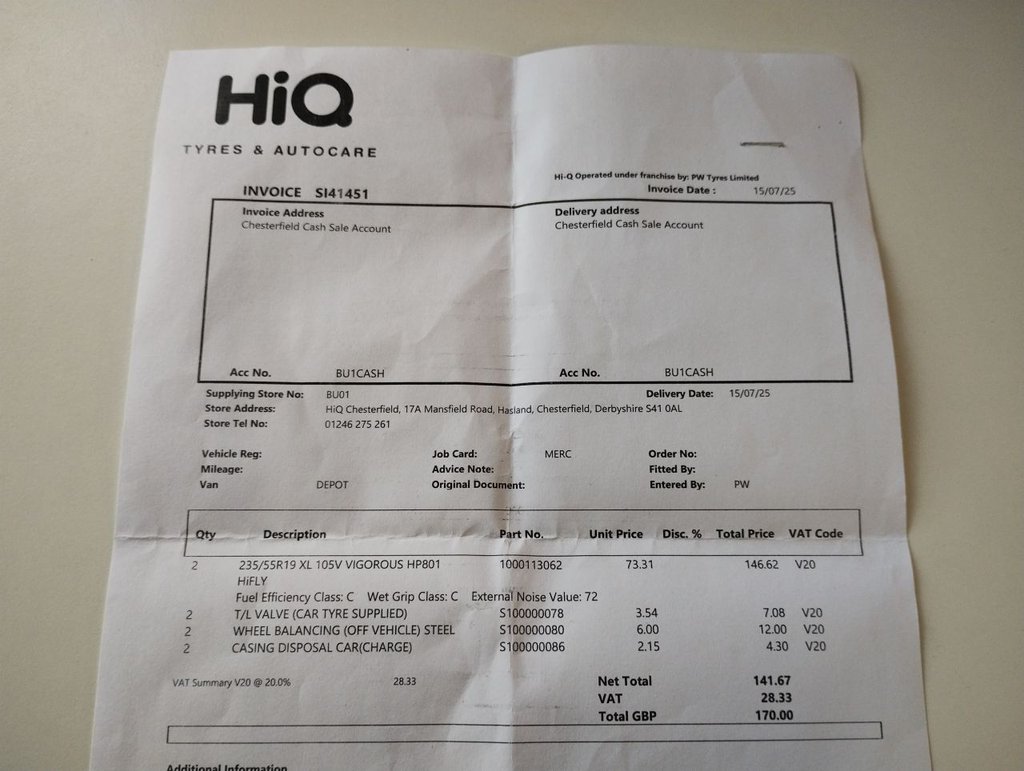 HiQ
TYRES & AUTOCARE
Hi-Q Operated under franchise by: PW Tyres Limited
INVOICE SI41451 Invoice Date : 15/07/25
Invoice Address Delivery address
Chesterfield Cash Sale Account Chesterfield Cash Sale Account
Acc No. BU1CASH Acc No. BU1CASH
Supplying Store No: BU01 Delivery Date: 15/07/25
Store Address: HiQ Chesterfield, 17A Mansfield Road, Hasland, Chesterfield, Derbyshire S41 0AL
Store Tel No: 01246 275 261
Vehicle Reg: Job Card: MERC Order No:
Mileage: Advice Note: Fitted By:
Van DEPOT Original Document: Entered By: PW
Qty Description Part No. Unit Price Disc. % Total Price VAT Code
2 235/55R19 XL 105V VIGOROUS HP801 1000113062 73.31 146.62 V20
HiFLY
Fuel Efficiency Class: C Wet Grip Class: C External Noise Value: 72
2 T/L VALVE (CAR TYRE SUPPLIED) S100000078 3.54 7.08 V20
2 WHEEL BALANCING (OFF VEHICLE) STEEL S100000080 6.00 12.00 V20
2 CASING DISPOSAL CAR(CHARGE) S100000086 2.15 4.30 V20
VAT Summary V20 @ 20.0% 28.33 Net Total 141.67
VAT 28.33
Total GBP 170.00
Additional Information